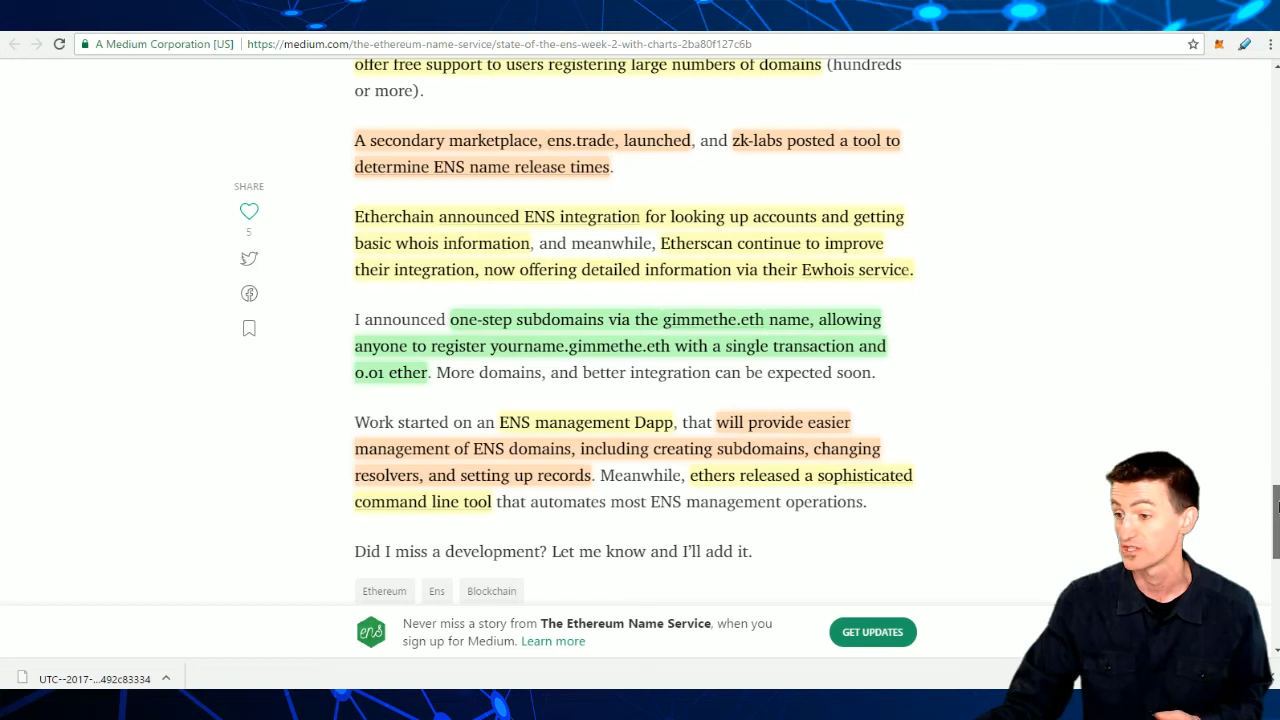 A Medium Corporation [US]
https://medium.com/the-ethereum-name-service/state-of-the-ens-week-2-with-charts-2ba80f127c6b
offer free support to users registering large numbers of domains (hundreds
or more).
A secondary marketplace, ens.trade, launched, and zk-labs posted a tool to
determine ENS name release times.
SHARE
5
Etherchain announced ENS integration for looking up accounts and getting
basic whois information, and meanwhile, Etherscan continue to improve
their integration, now offering detailed information via their Ewhois service.
I announced one-step subdomains via the gimmethe.eth name, allowing
anyone to register yourname.gimmethe.eth with a single transaction and
0.01 ether. More domains, and better integration can be expected soon.
Work started on an ENS management Dapp, that will provide easier
management of ENS domains, including creating subdomains, changing
resolvers, and setting up records. Meanwhile, ethers released a sophisticated
command line tool that automates most ENS management operations.
Did I miss a development? Let me know and I'll add it.
Ethereum
Ens
Blockchain
ens
Never miss a story from The Ethereum Name Service, when you
sign up for Medium. Learn more
GET UPDATES
UTC--2017-...492c83334